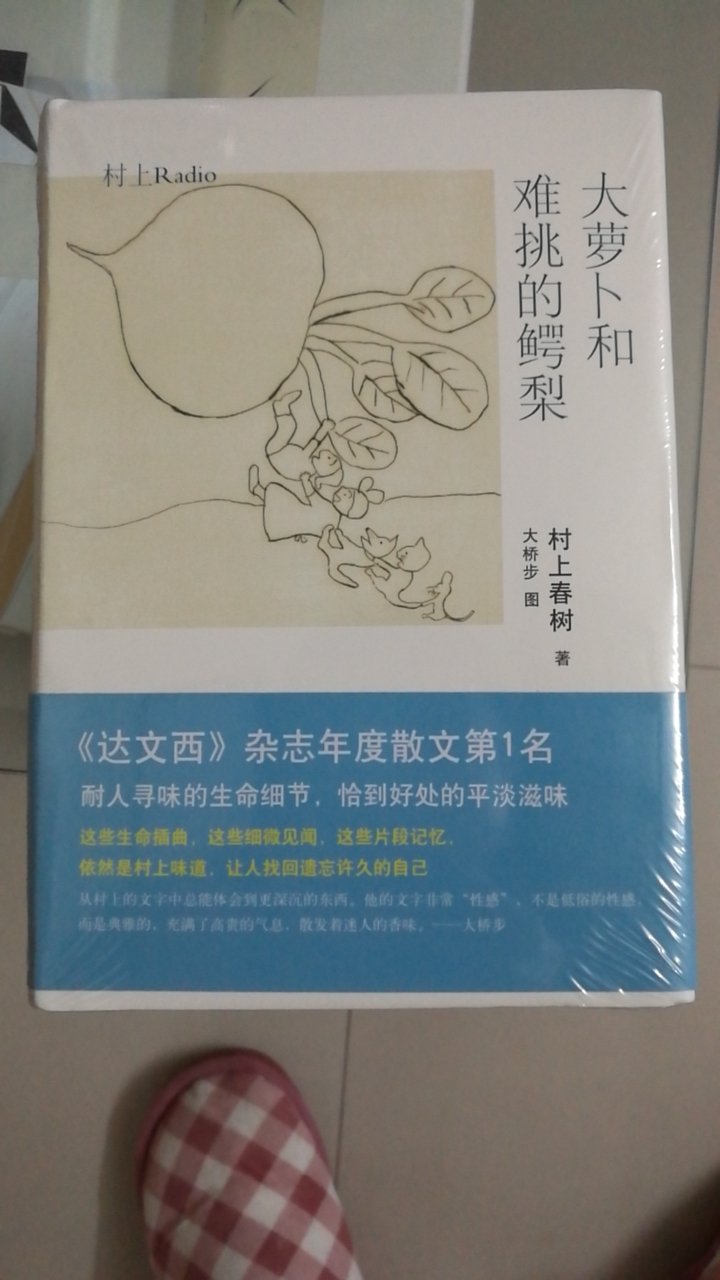 村上Radio
大萝卜和
难挑的鳄梨
村上春树 著
大桥步 图
《达文西》杂志年度散文第1名
耐人寻味的生命细节，恰到好处的平淡滋味
这些生命插曲，这些细微见闻，这些片段记忆，
依然是村上味道，让人找回遗忘许久的自己
从村上的文字中总能体会到更深沉的东西。他的文字非常“性感”，不是低俗的性感，
而是典雅的，充满了高贵的气息，散发着迷人的香味。——大桥步